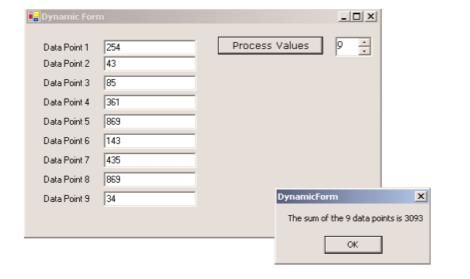 Dynamic Form
Data Point 1 254 Process Values 9
Data Point 2 43
Data Point 3 85
Data Point 4 361
Data Point 5 869
Data Point 6 143
Data Point 7 435
Data Point 8 869
Data Point 9 34
DynamicForm
The sum of the 9 data points is 3093
OK